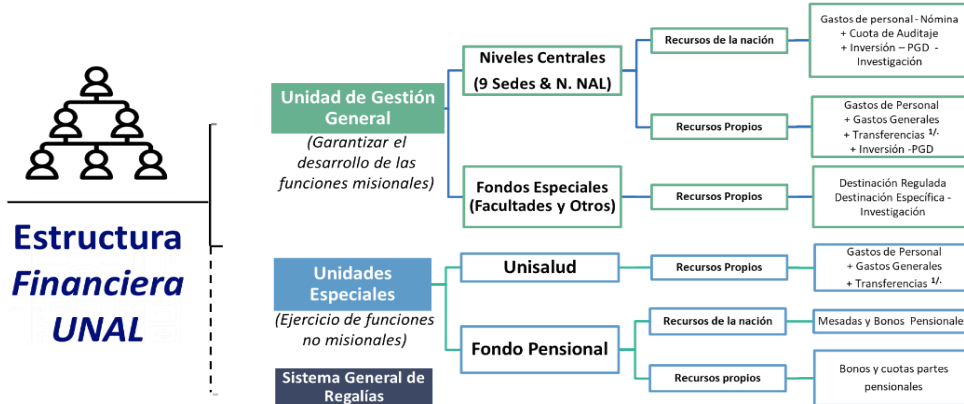 Estructura
Financiera
UNAL
Unidad de Gestión
General
(Garantizar el
desarrollo de las
funciones misionales)
Niveles Centrales
(9 Sedes & N. NAL)
Recursos de la nación
Gastos de personal - Nómina
+ Cuota de Auditaje
+ Inversión – PGD -
Investigación
Recursos Propios
Gastos de Personal
+ Gastos Generales
+ Transferencias 1/.
+ Inversión -PGD
Fondos Especiales
(Facultades y Otros)
Recursos Propios
Destinación Regulada
Destinación Específica -
Investigación
Unidades
Especiales
(Ejercicio de funciones
no misionales)
Unisalud
Recursos Propios
Gastos de Personal
+ Gastos Generales
+ Transferencias 1/.
Fondo Pensional
Recursos de la nación
Mesadas y Bonos Pensionales
Recursos propios
Bonos y cuotas partes
pensionales
Sistema General de
Regalías